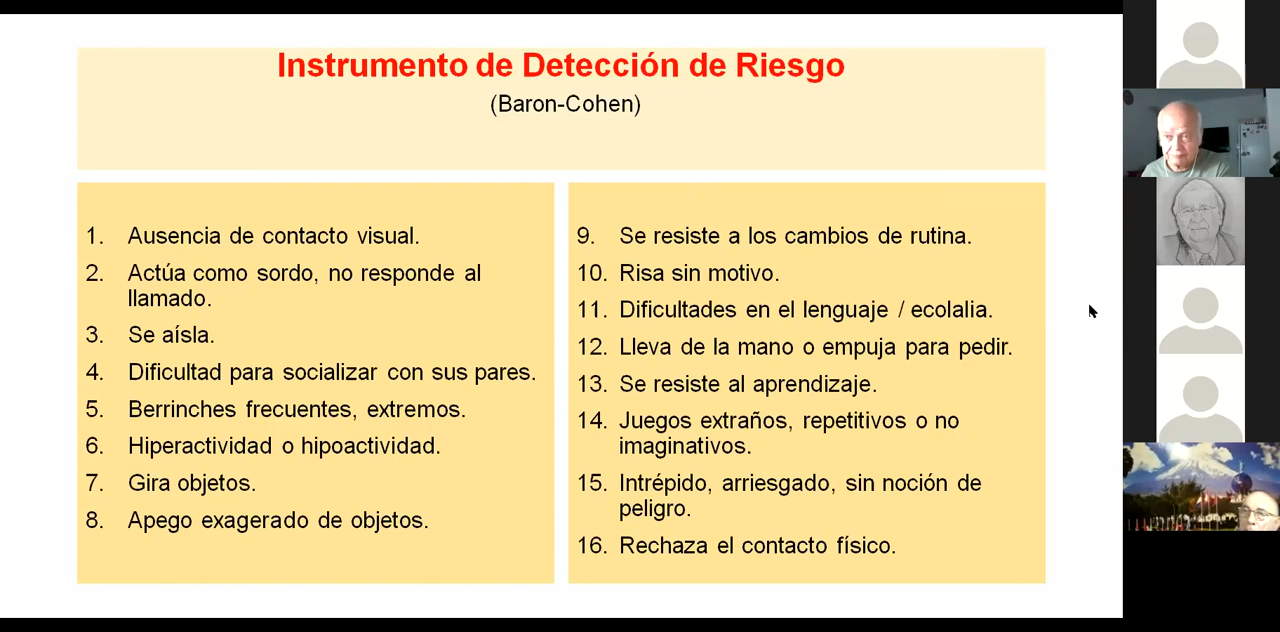 Instrumento de Detección de Riesgo
(Baron-Cohen)
1. Ausencia de contacto visual.
2. Actúa como sordo, no responde al
llamado.
3. Se aísla.
4. Dificultad para socializar con sus pares.
5. Berrinches frecuentes, extremos.
6. Hiperactividad o hipoactividad.
7. Gira objetos.
8. Apego exagerado de objetos.
9. Se resiste a los cambios de rutina.
10. Risa sin motivo.
11. Dificultades en el lenguaje / ecolalia.
12. Lleva de la mano o empuja para pedir.
13. Se resiste al aprendizaje.
14. Juegos extraños, repetitivos o no
imaginativos.
15. Intrépido, arriesgado, sin noción de
peligro.
16. Rechaza el contacto físico.